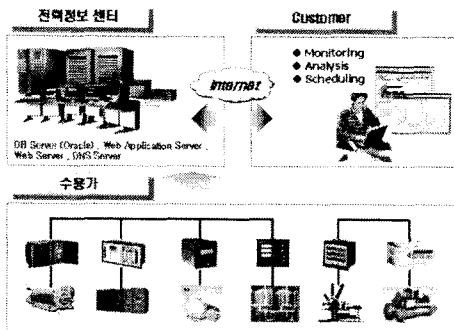 전력정보 센터
Customer
◆ Monitoring
◆ Analysis
◆ Scheduling
Internet
DB Server (Oracle) , Web Application Server ,
Web Server , DNS Server
수용가